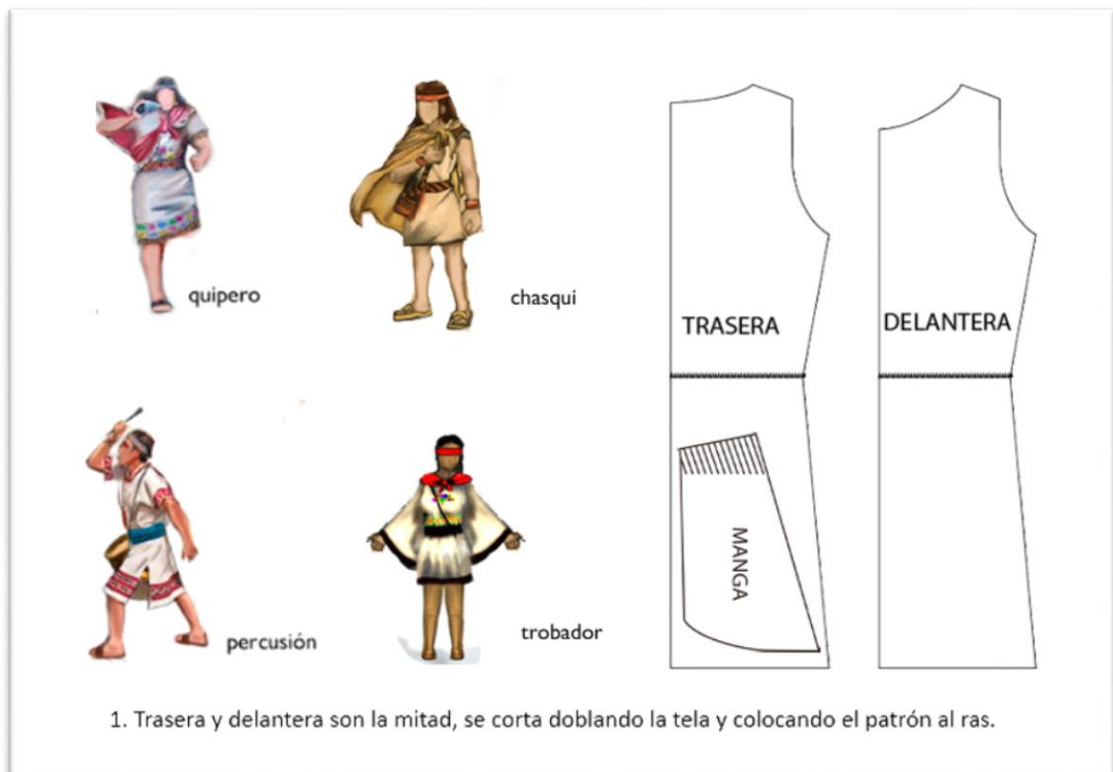 quipero
chasqui
percusión
trobador
TRASERA
DELANTERA
MANGA
1. Trasera y delantera son la mitad, se corta doblando la tela y colocando el patrón al ras.